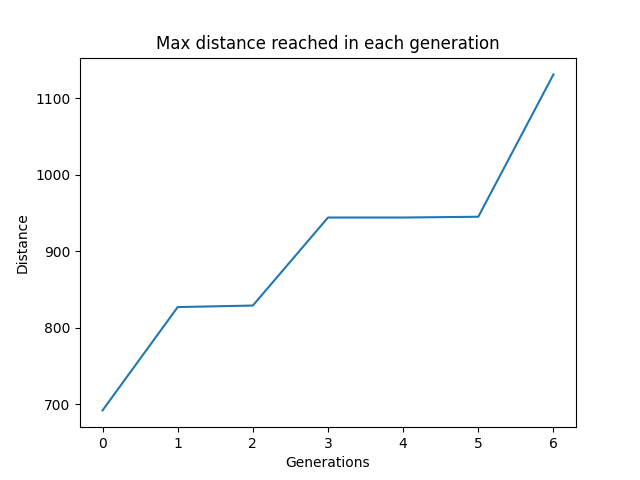 Max distance reached in each generation
1100
1000
900
800
700
Distance
0 1 2 3 4 5 6
Generations